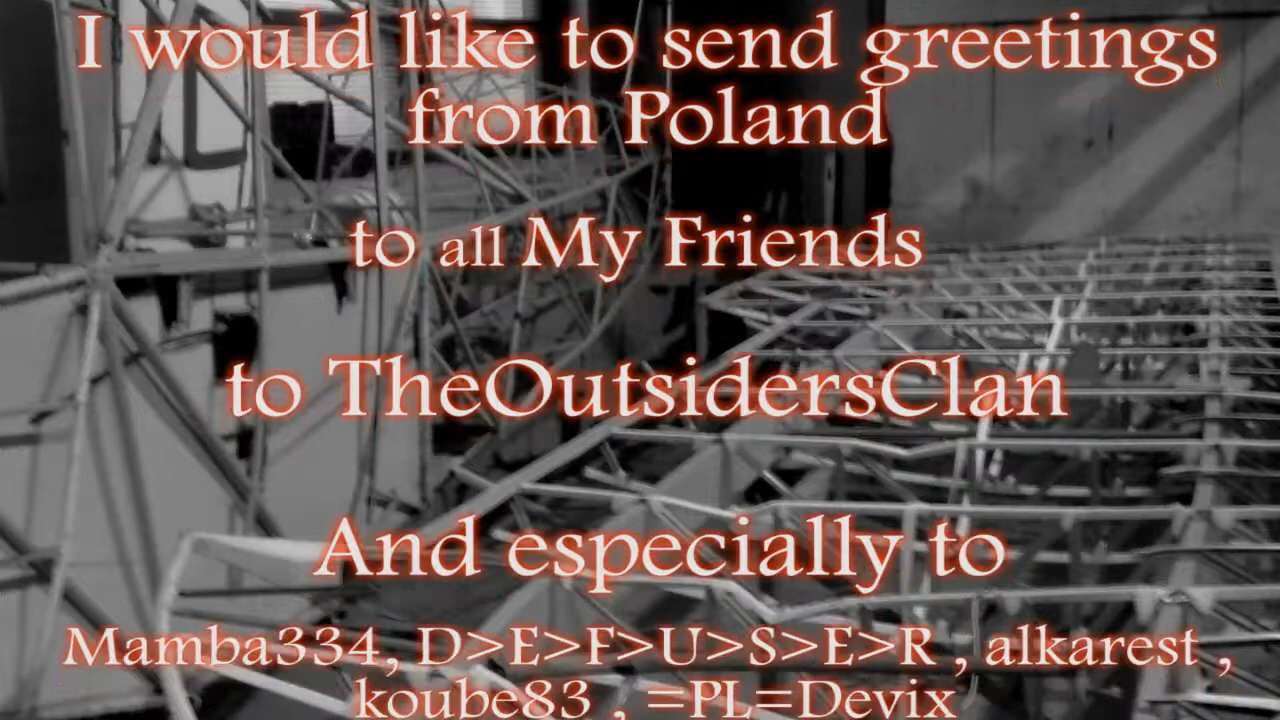 I would like to send greetings
from Poland
to all My Friends
to TheOutsidersClan
And especially to
Mamba334, D>E>F>U>S>E>R , alkarest ,
koube83 , =PL=Devix